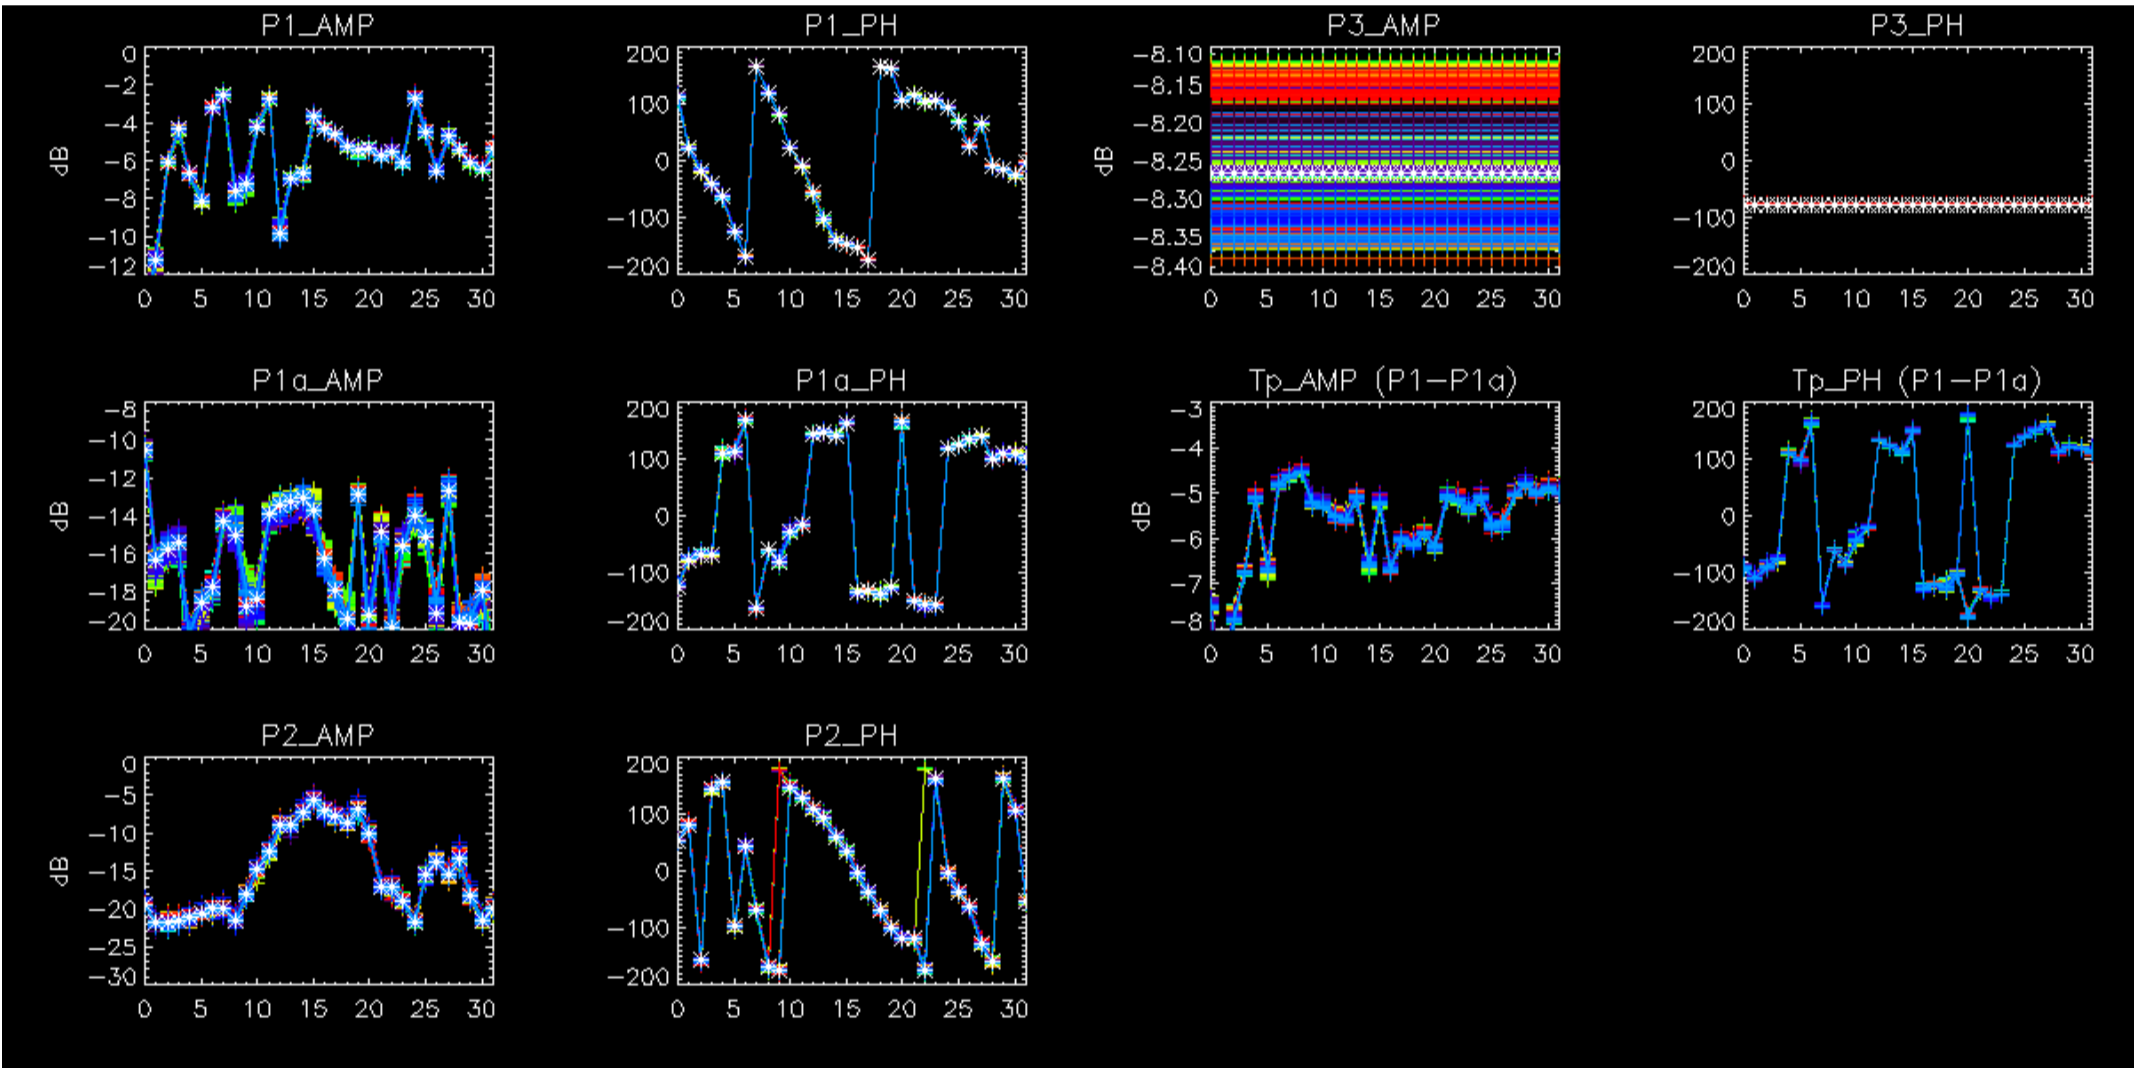 P1_AMP
P1_PH
P3_AMP
P3_PH
0
-2
-4
-6
-8
-10
-12
dB
0 5 10 15 20 25 30
200
100
0
-100
-200
0 5 10 15 20 25 30
-8.10
-8.15
-8.20
-8.25
-8.30
-8.35
-8.40
dB
0 5 10 15 20 25 30
200
100
0
-100
-200
0 5 10 15 20 25 30
P1a_AMP
P1a_PH
Tp_AMP (P1-P1a)
Tp_PH (P1-P1a)
-8
-10
-12
-14
-16
-18
-20
dB
0 5 10 15 20 25 30
200
100
0
-100
-200
0 5 10 15 20 25 30
-3
-4
-5
-6
-7
-8
dB
0 5 10 15 20 25 30
200
100
0
-100
-200
0 5 10 15 20 25 30
P2_AMP
P2_PH
0
-5
-10
-15
-20
-25
-30
dB
0 5 10 15 20 25 30
200
100
0
-100
-200
0 5 10 15 20 25 30